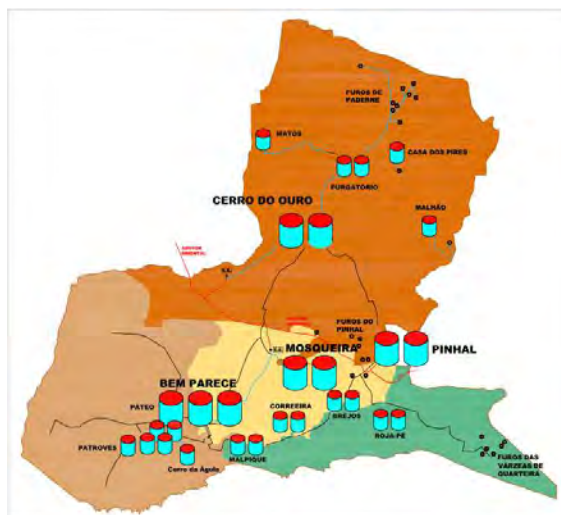 FUROS DE
PADERNE
MATOS
CASA DOS PIRES
PURGATÓRIO
MALHÃO
CERRO DO OURO
FUROS DO
PINHAL
MOSQUEIRA
PINHAL
BEM PARECE
PATEO
CORREEIRA
BREJOS
ROJA-PÉ
PATROVES
MALPIQUE
Cerro da Águia
FUROS DAS
VÁRZEAS DE
QUARTEIRA